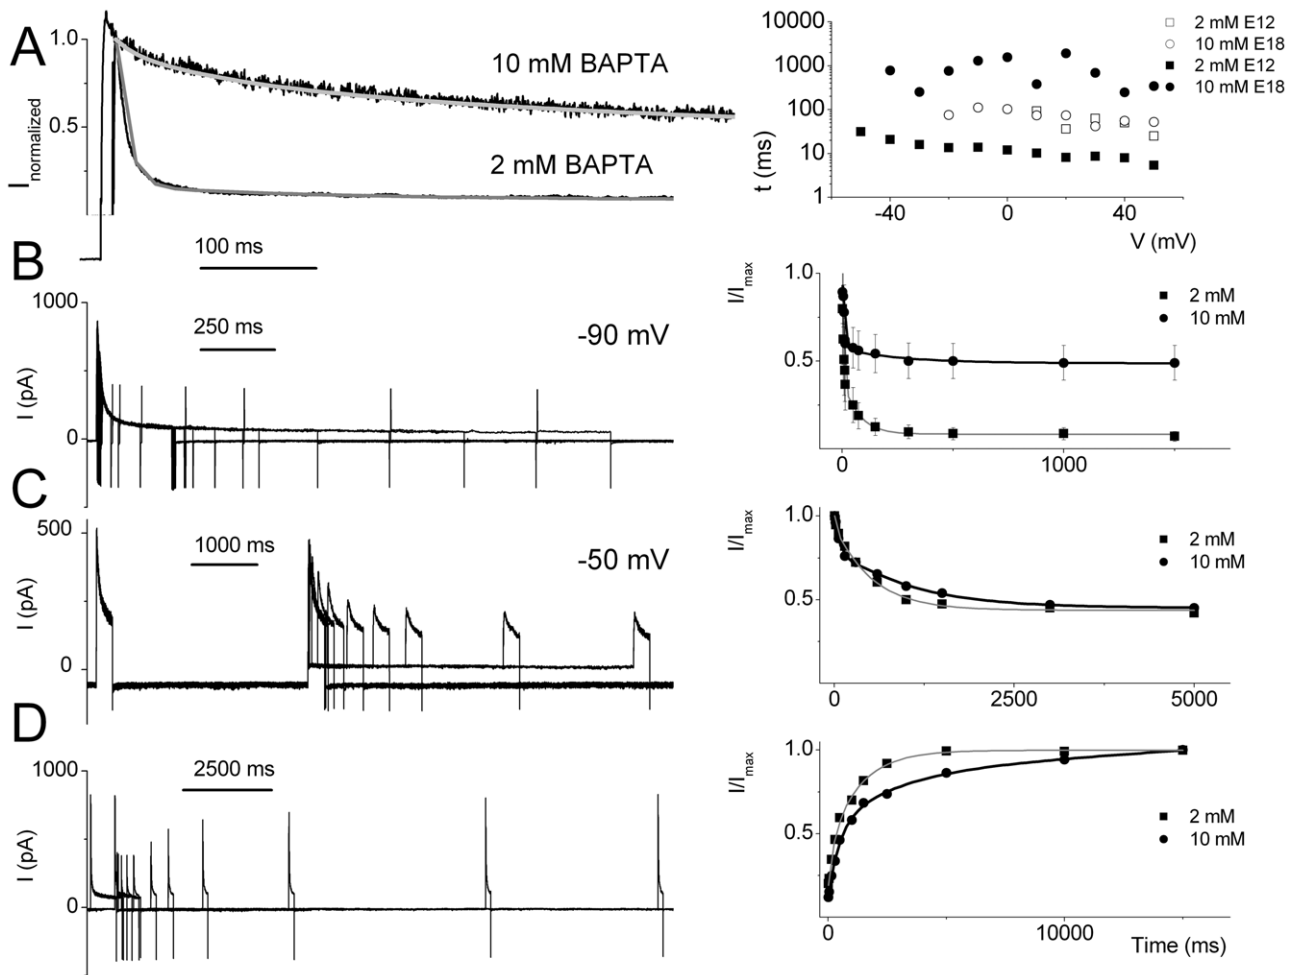 A
1.0
0.5
I normalized
10 mM BAPTA
2 mM BAPTA
100 ms
10000
1000
100
10
1
t (ms)
-40
0
40
V (mV)
2 mM E12
10 mM E18
2 mM E12
10 mM E18
B
1000
0
I (pA)
250 ms
-90 mV
I/Imax
1.0
0.5
0
1000
2 mM
10 mM
C
500
0
I (pA)
1000 ms
-50 mV
I/Imax
1.0
0.5
0
2500
5000
2 mM
10 mM
D
1000
0
I (pA)
2500 ms
I/Imax
1.0
0.5
0
10000
Time (ms)
2 mM
10 mM